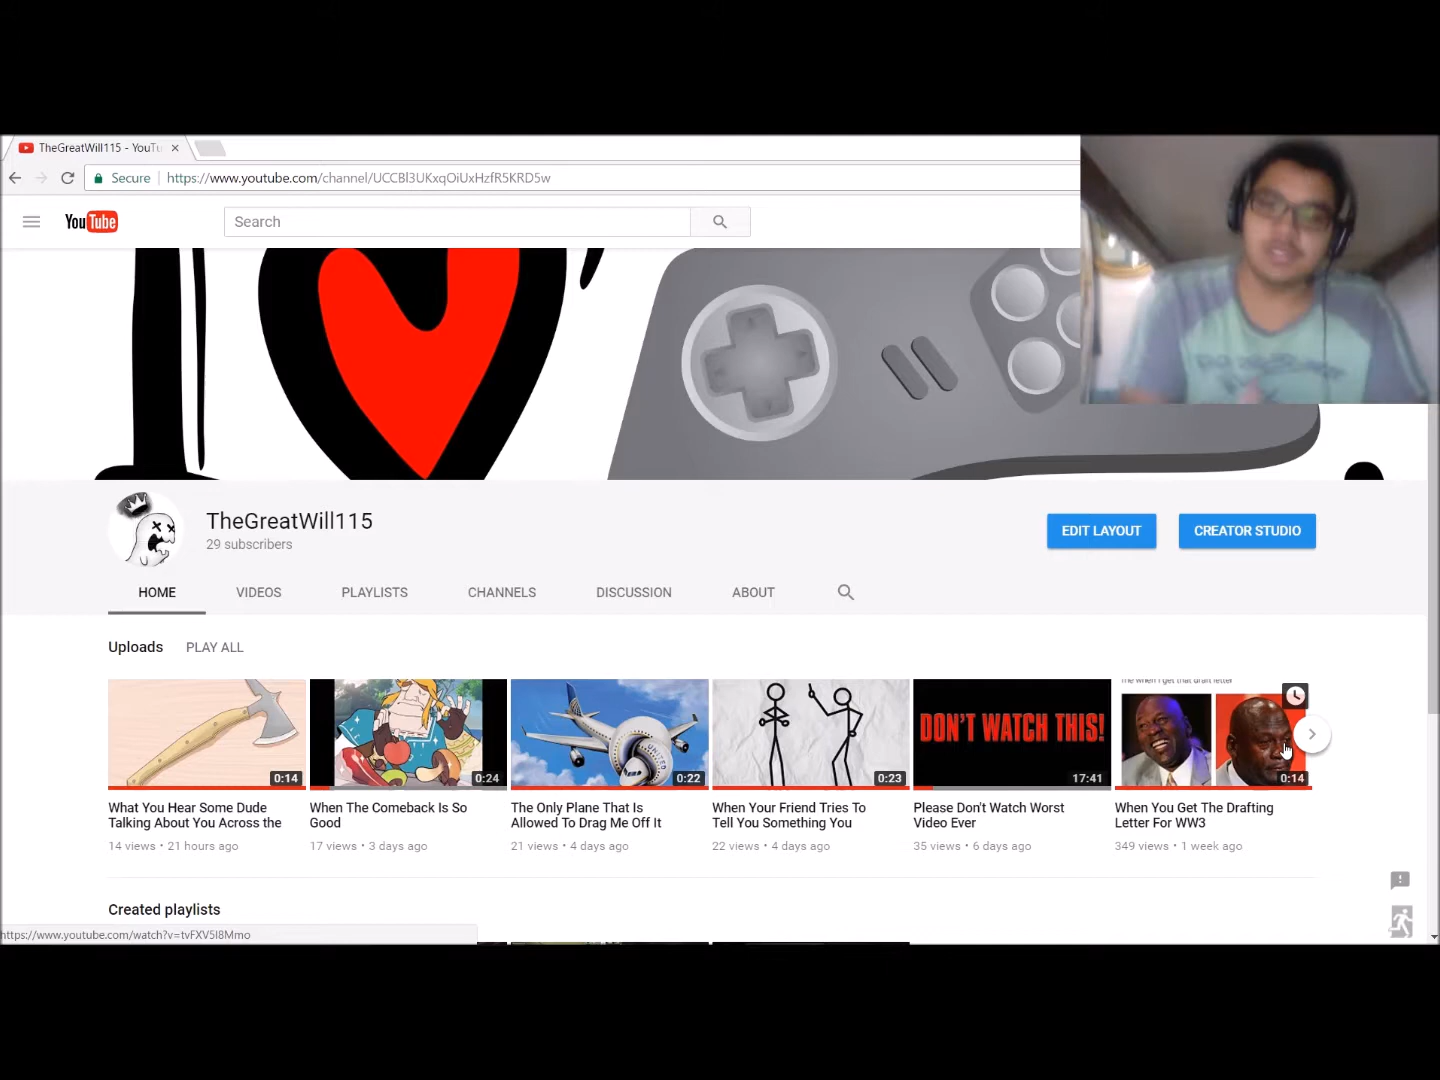 TheGreatWill115 - YouTu
Secure https://www.youtube.com/channel/UCCBl3UKxqOiUxHzfR5KRD5w
YouTube
Search
I
TheGreatWill115
29 subscribers
EDIT LAYOUT
CREATOR STUDIO
HOME VIDEOS PLAYLISTS CHANNELS DISCUSSION ABOUT
Uploads PLAY ALL
UNITED
DON'T WATCH THIS!
0:14
0:24
0:22
0:23
17:41
0:14
What You Hear Some Dude
Talking About You Across the
14 views • 21 hours ago
When The Comeback Is So
Good
17 views • 3 days ago
The Only Plane That Is
Allowed To Drag Me Off It
21 views • 4 days ago
When Your Friend Tries To
Tell You Something You
22 views • 4 days ago
Please Don't Watch Worst
Video Ever
35 views • 6 days ago
When You Get The Drafting
Letter For WW3
349 views • 1 week ago
Created playlists
https://www.youtube.com/watch?v=tvFXV5I8Mmo